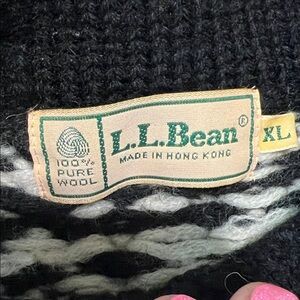 100%
PURE
WOOL
L.L.Bean®
MADE IN HONG KONG
XL